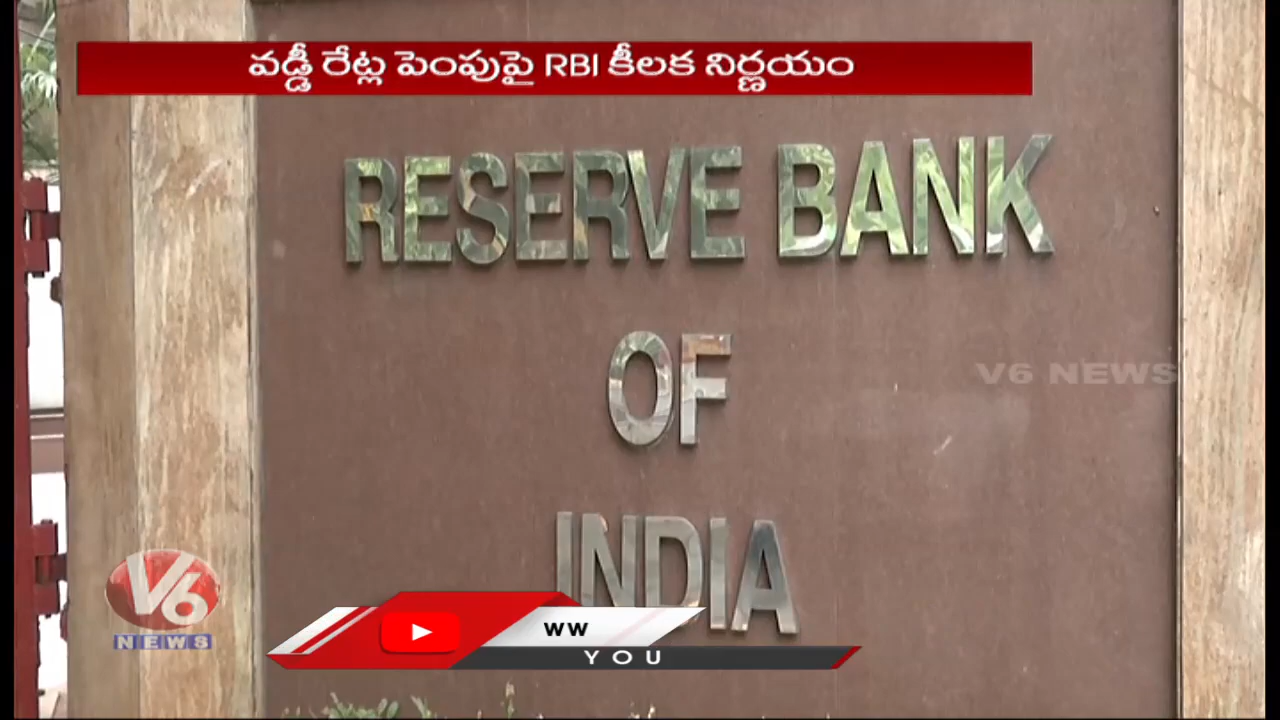 వడ్డీ రేట్ల పెంపుపై RBI కీలక నిర్ణయం
RESERVE BANK
OF
INDIA
V6 NEWS
V6
NEWS
ww
YOU